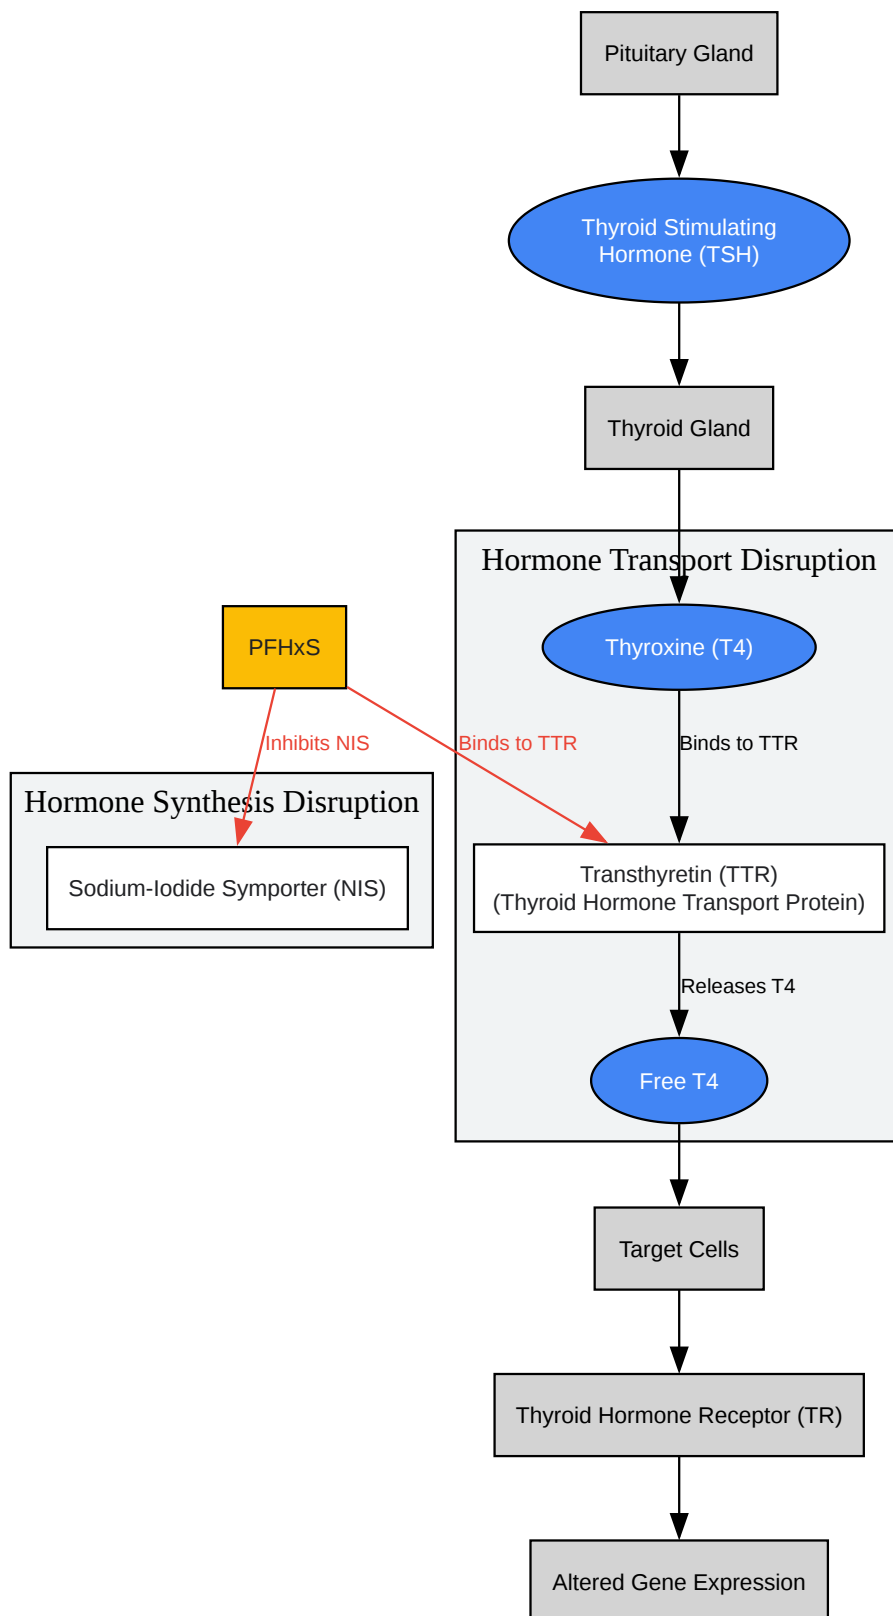 Pituitary Gland
Thyroid Stimulating
Hormone (TSH)
Thyroid Gland
Hormone Transport Disruption
PFHxS
Thyroxine (T4)
Inhibits NIS
Binds to TTR
Binds to TTR
Hormone Synthesis Disruption
Sodium-Iodide Symporter (NIS)
Transthyretin (TTR)
(Thyroid Hormone Transport Protein)
Releases T4
Free T4
Target Cells
Thyroid Hormone Receptor (TR)
Altered Gene Expression